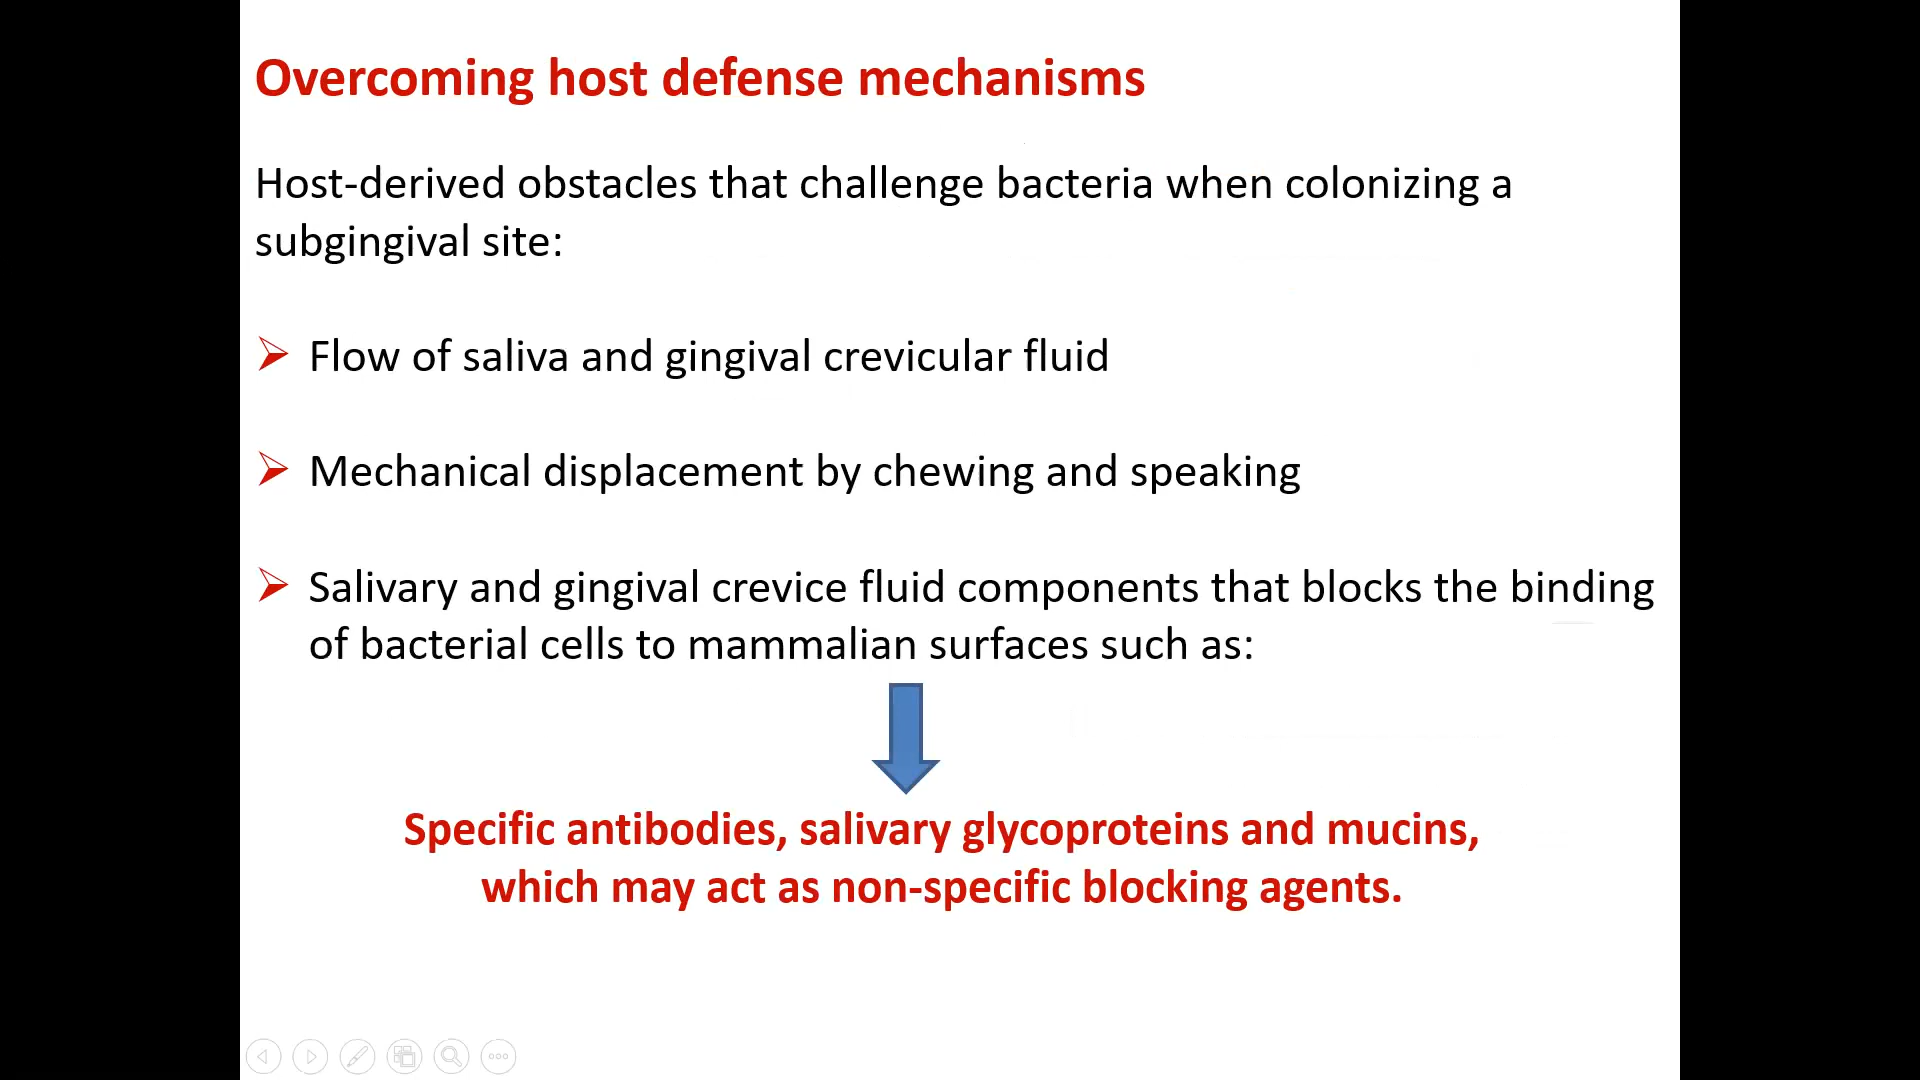 Overcoming host defense mechanisms
Host-derived obstacles that challenge bacteria when colonizing a
subgingival site:
Flow of saliva and gingival crevicular fluid
Mechanical displacement by chewing and speaking
Salivary and gingival crevice fluid components that blocks the binding
of bacterial cells to mammalian surfaces such as:
Specific antibodies, salivary glycoproteins and mucins,
which may act as non-specific blocking agents.